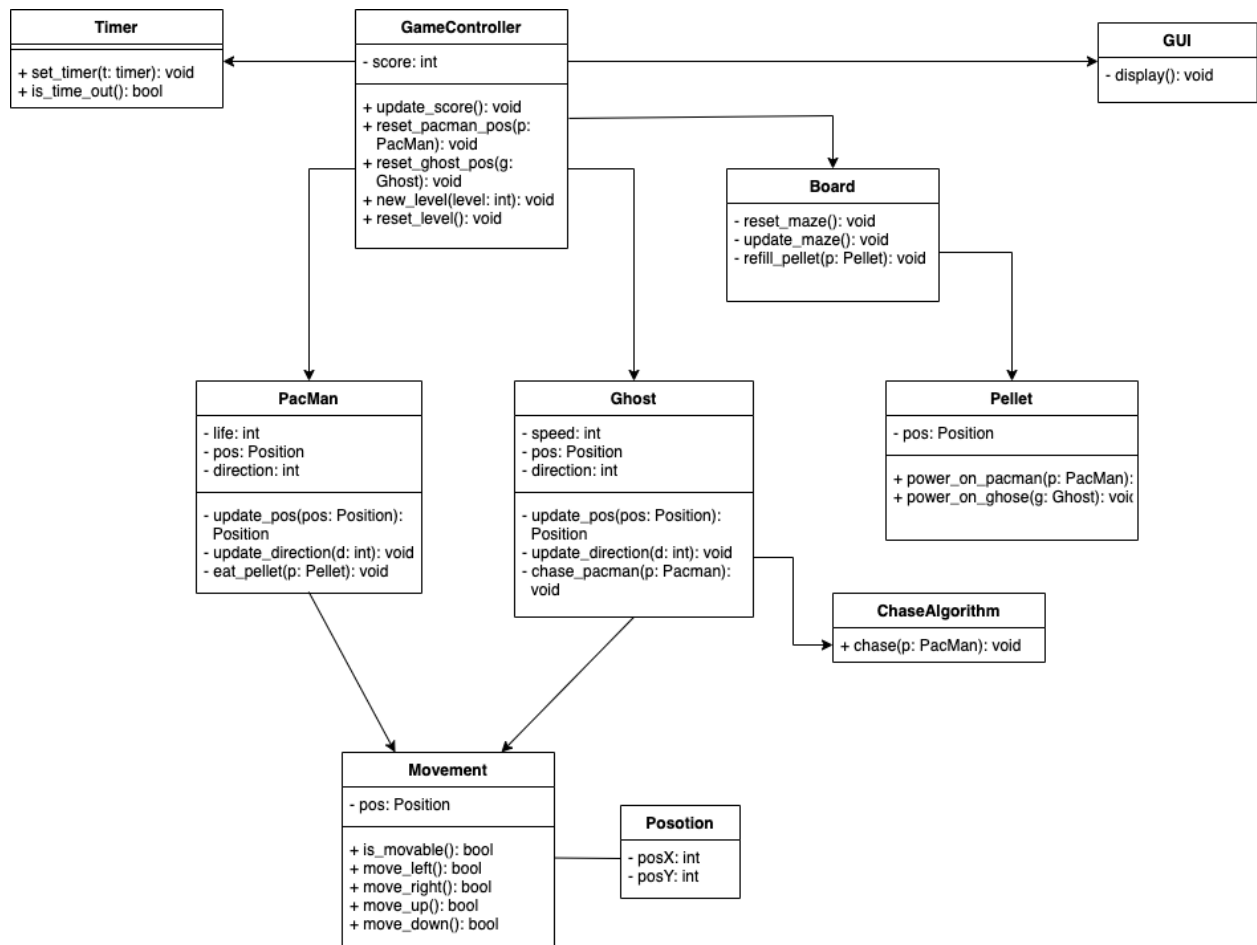 Timer
+ set_timer(t: timer): void
+ is_time_out(): bool
GameController
- score: int
+ update_score(): void
+ reset_pacman_pos(p:
PacMan): void
+ reset_ghost_pos(g:
Ghost): void
+ new_level(level: int): void
+ reset_level(): void
GUI
- display(): void
Board
- reset_maze(): void
- update_maze(): void
- refill_pellet(p: Pellet): void
PacMan
- life: int
- pos: Position
- direction: int
- update_pos(pos: Position):
Position
- update_direction(d: int): void
- eat_pellet(p: Pellet): void
Ghost
- speed: int
- pos: Position
- direction: int
- update_pos(pos: Position):
Position
- update_direction(d: int): void
- chase_pacman(p: Pacman):
void
Pellet
- pos: Position
+ power_on_pacman(p: PacMan):
+ power_on_ghose(g: Ghost): void
ChaseAlgorithm
+ chase(p: PacMan): void
Movement
- pos: Position
+ is_movable(): bool
+ move_left(): bool
+ move_right(): bool
+ move_up(): bool
+ move_down(): bool
Posotion
- posX: int
- posY: int